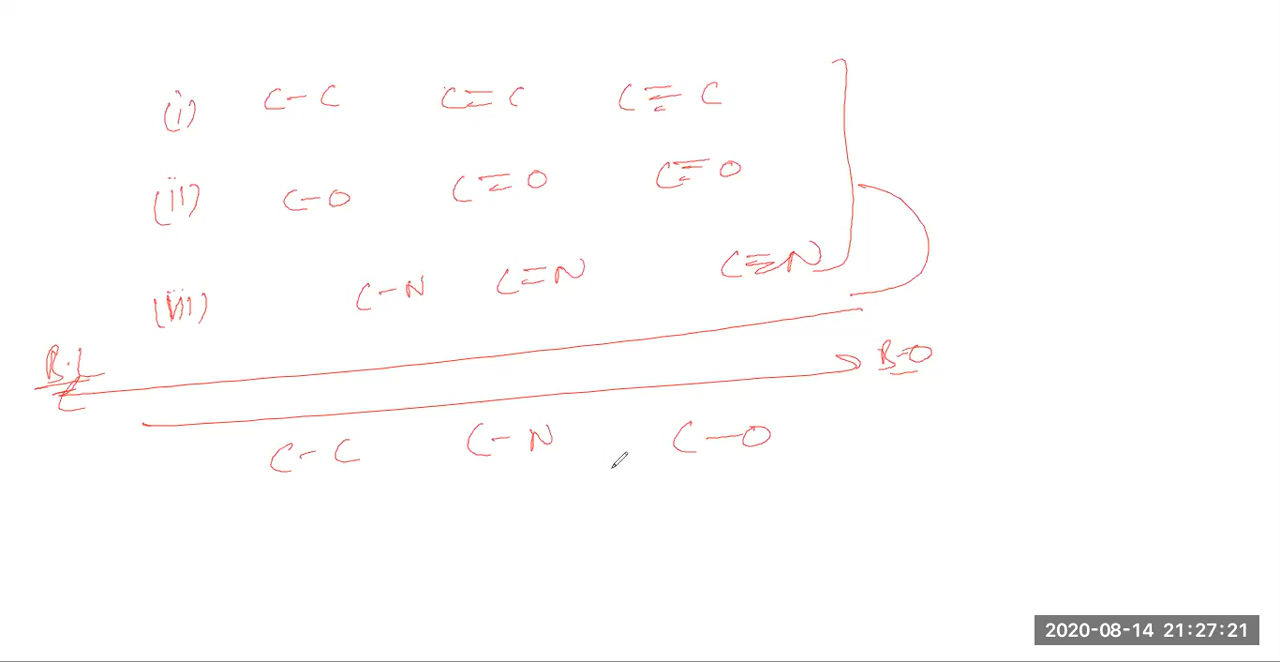 (i) C-C C=C C≡C
(ii) C-O C=O C≡O
(iii) C-N C=N C≡N
B.L
B-O
C-C C-N C-O
2020-08-14 21:27:21